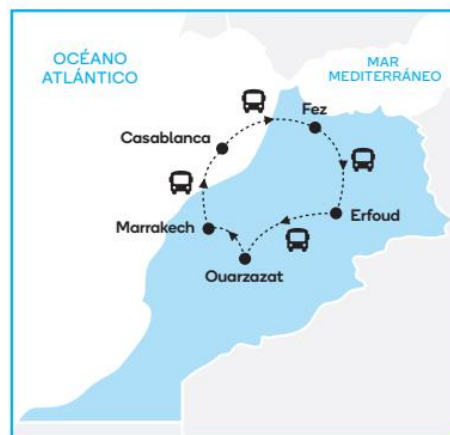 OCÉANO
ATLÁNTICO
MAR
MEDITERRÁNEO
Fez
Casablanca
Erfoud
Marrakech
Ouarzazat